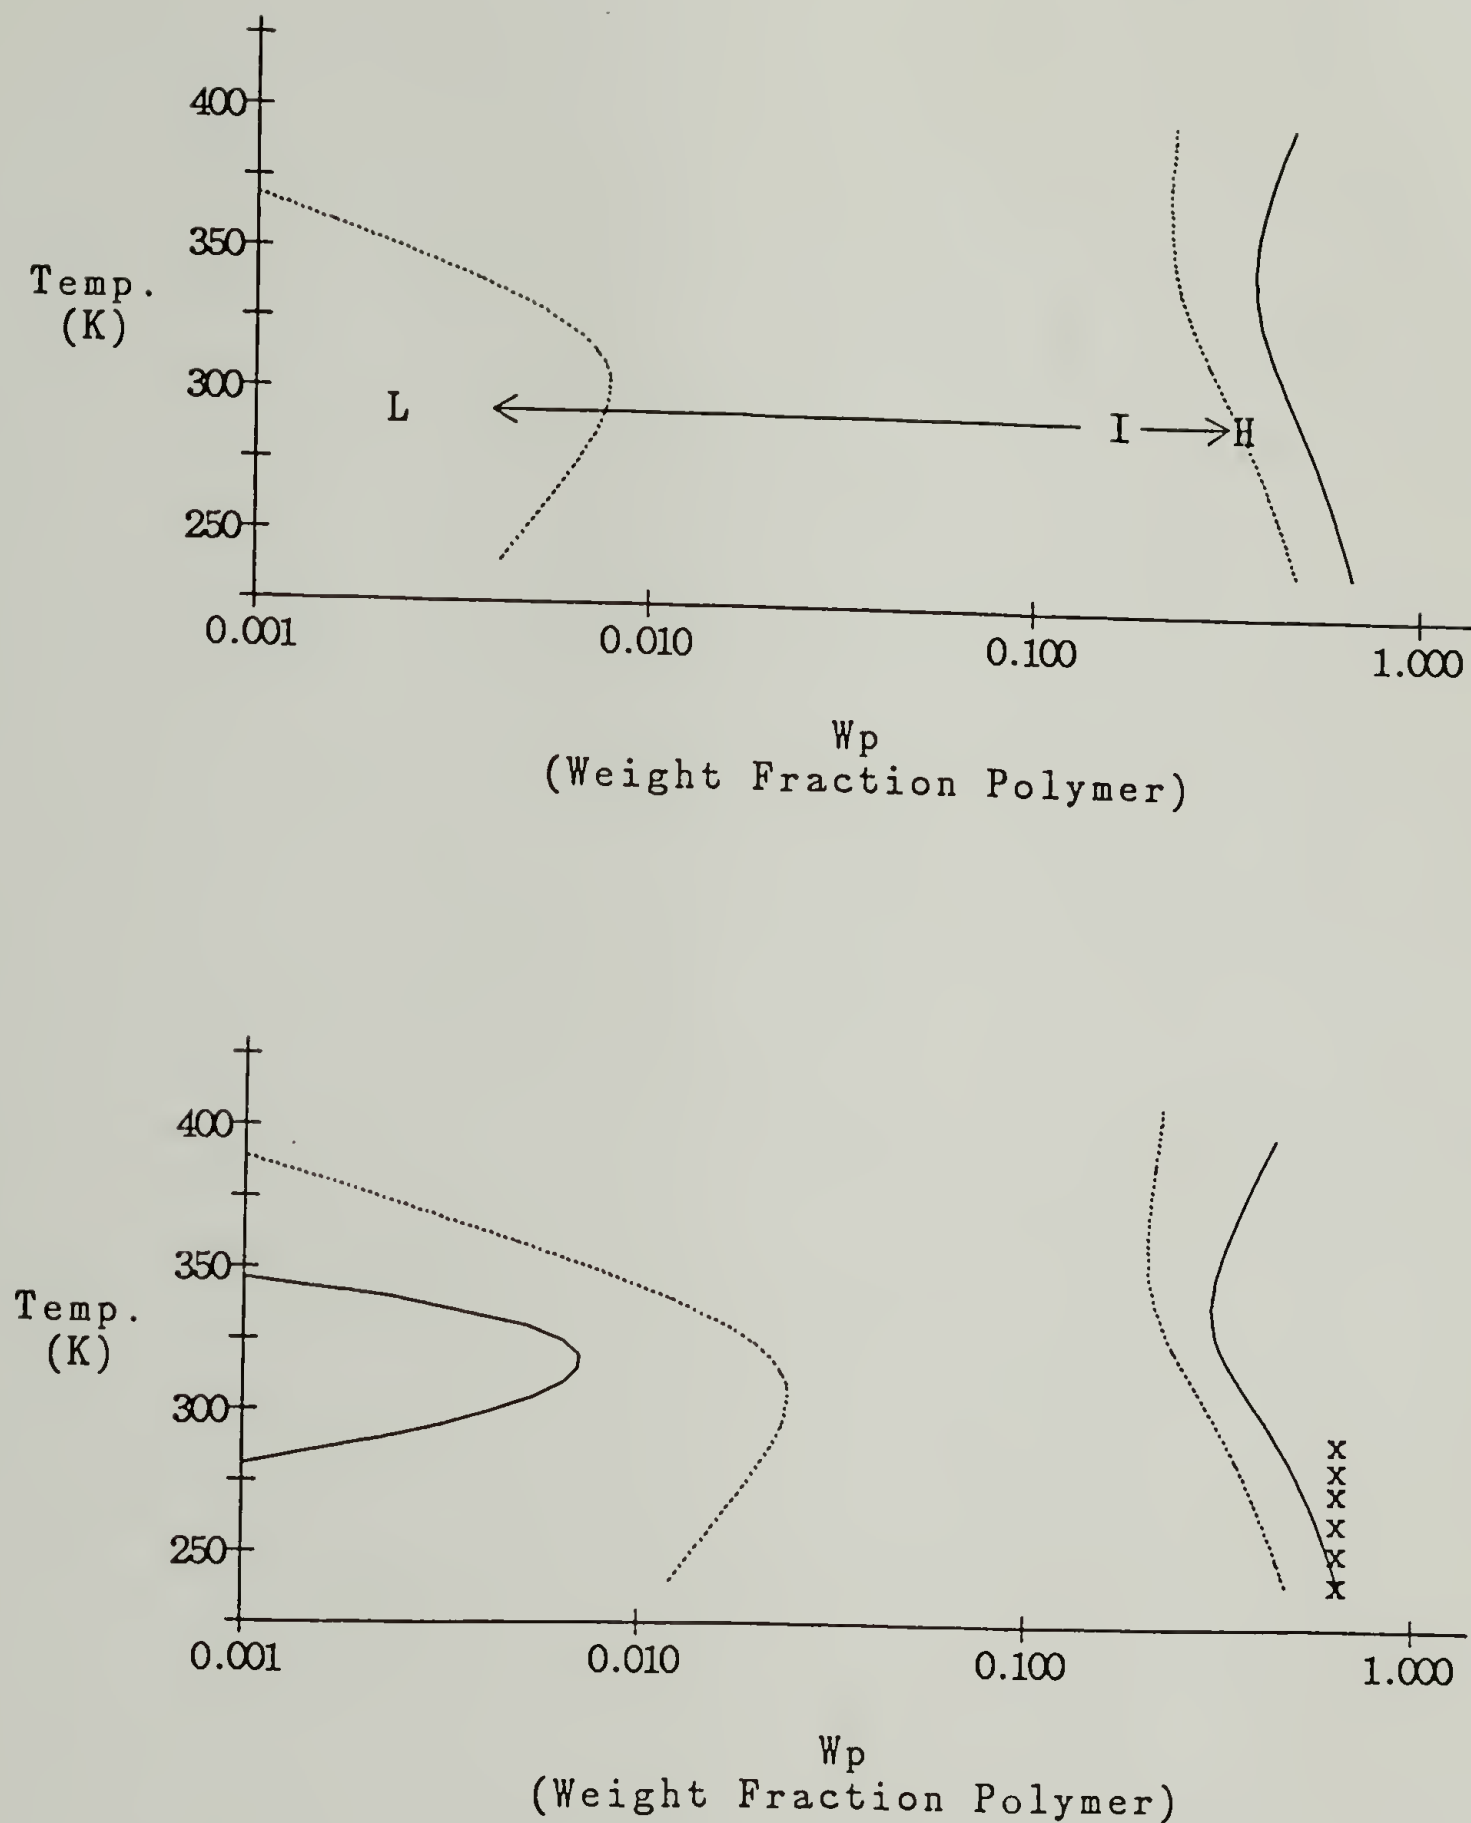 400
350
Temp.
(K)
300
L
I
H
250
0.001
0.010
0.100
1.000
Wp
(Weight Fraction Polymer)
400
350
Temp.
(K)
300
x
x
x
x
x
x
250
0.001
0.010
0.100
1.000
Wp
(Weight Fraction Polymer)